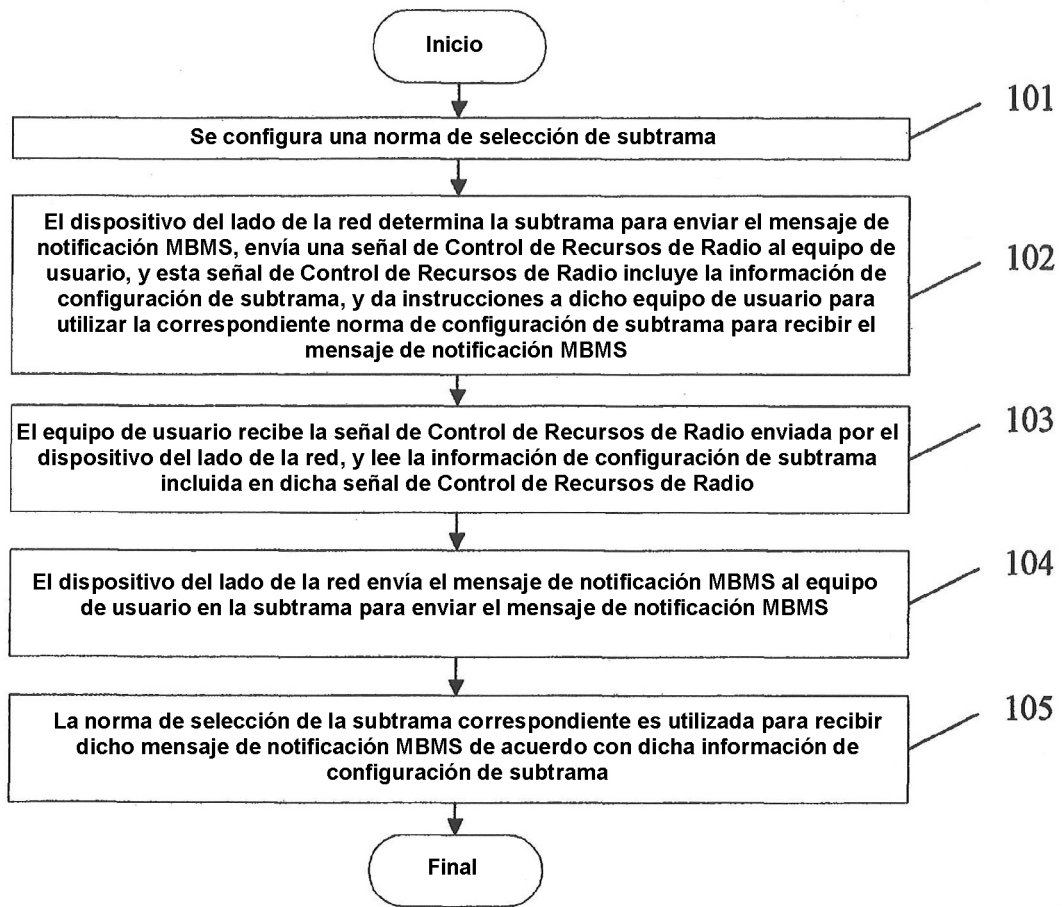 Inicio
101
Se configura una norma de selección de subtrama
El dispositivo del lado de la red determina la subtrama para enviar el mensaje de
notificación MBMS, envía una señal de Control de Recursos de Radio al equipo de
usuario, y esta señal de Control de Recursos de Radio incluye la información de
configuración de subtrama, y da instrucciones a dicho equipo de usuario para
utilizar la correspondiente norma de configuración de subtrama para recibir el
mensaje de notificación MBMS
102
El equipo de usuario recibe la señal de Control de Recursos de Radio enviada por el
dispositivo del lado de la red, y lee la información de configuración de subtrama
incluida en dicha señal de Control de Recursos de Radio
103
El dispositivo del lado de la red envía el mensaje de notificación MBMS al equipo
de usuario en la subtrama para enviar el mensaje de notificación MBMS
104
La norma de selección de la subtrama correspondiente es utilizada para recibir
dicho mensaje de notificación MBMS de acuerdo con dicha información de
configuración de subtrama
105
Final